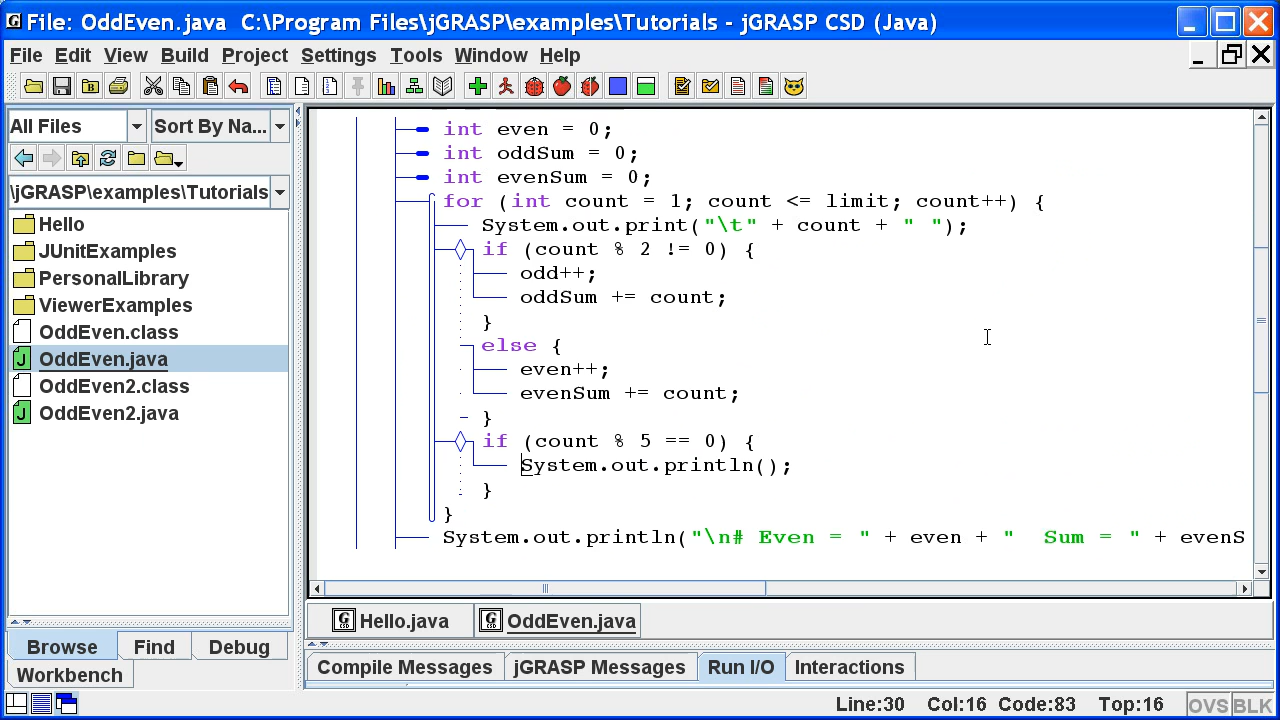 File: OddEven.java  C:\Program Files\jGRASP\examples\Tutorials - jGRASP CSD (Java)
File Edit View Build Project Settings Tools Window Help
All Files
Sort By Na...
\jGRASP\examples\Tutorials
Hello
JUnitExamples
PersonalLibrary
ViewerExamples
OddEven.class
OddEven.java
OddEven2.class
OddEven2.java
Browse
Find
Debug
Workbench
int even = 0;
int oddSum = 0;
int evenSum = 0;
for (int count = 1; count <= limit; count++) {
System.out.print("\t" + count + " ");
if (count % 2 != 0) {
odd++;
oddSum += count;
}
else {
even++;
evenSum += count;
}
if (count % 5 == 0) {
System.out.println();
}
}
System.out.println("\n# Even = " + even + "  Sum = " + evenS
Hello.java
OddEven.java
Compile Messages
jGRASP Messages
Run I/O
Interactions
Line:30 Col:16 Code:83 Top:16
OVS BLK